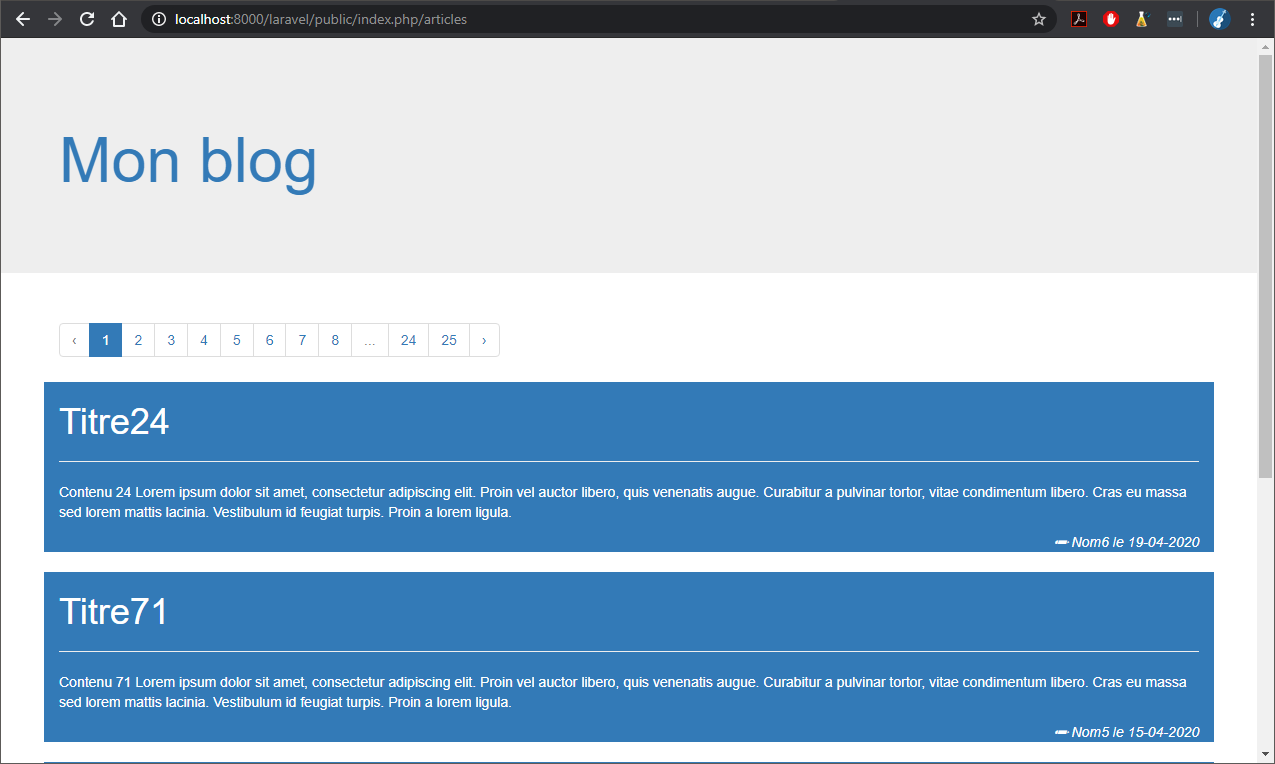 localhost:8000/laravel/public/index.php/articles
Mon blog
‹ 1 2 3 4 5 6 7 8 ... 24 25 ›
Titre24
Contenu 24 Lorem ipsum dolor sit amet, consectetur adipiscing elit. Proin vel auctor libero, quis venenatis augue. Curabitur a pulvinar tortor, vitae condimentum libero. Cras eu massa
sed lorem mattis lacinia. Vestibulum id feugiat turpis. Proin a lorem ligula.
Nom6 le 19-04-2020
Titre71
Contenu 71 Lorem ipsum dolor sit amet, consectetur adipiscing elit. Proin vel auctor libero, quis venenatis augue. Curabitur a pulvinar tortor, vitae condimentum libero. Cras eu massa
sed lorem mattis lacinia. Vestibulum id feugiat turpis. Proin a lorem ligula.
Nom5 le 15-04-2020